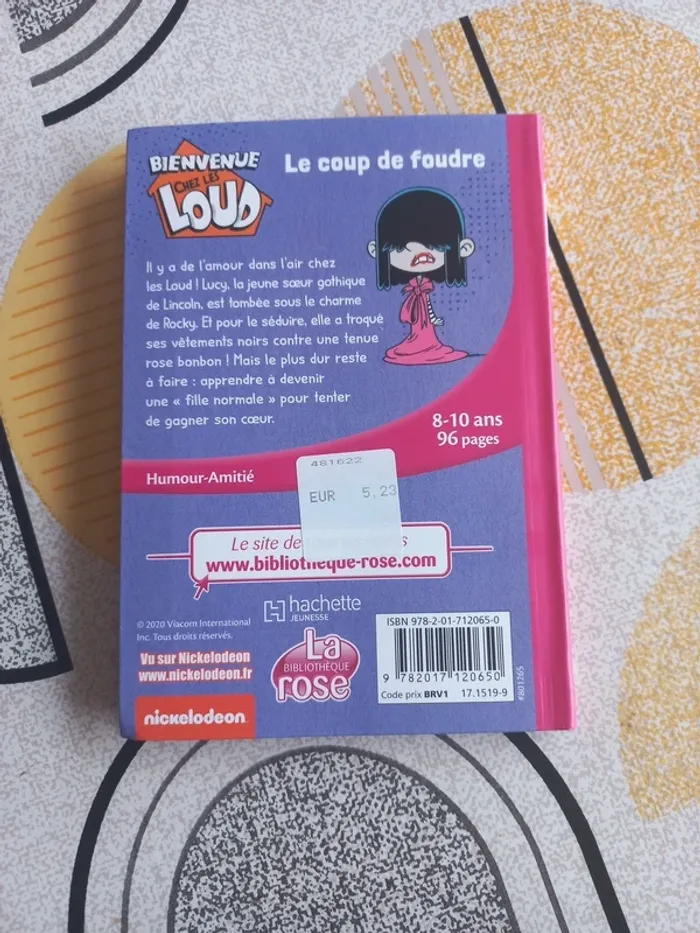 BIENVENUE
CHEZ LES
LOUD
Le coup de foudre
Il y a de l'amour dans l'air chez
les Loud ! Lucy, la jeune sœur gothique
de Lincoln, est tombée sous le charme
de Rocky. Et pour le séduire, elle a troqué
ses vêtements noirs contre une tenue
rose bonbon ! Mais le plus dur reste
à faire : apprendre à devenir
une « fille normale » pour tenter
de gagner son cœur.
8-10 ans
96 pages
Humour-Amitié
481622
EUR 5,23
Le site de
www.bibliotheque-rose.com
hachette
JEUNESSE
© 2020 Viacom International
Inc. Tous droits réservés.
Vu sur Nickelodeon
www.nickelodeon.fr
nickelodeon
La
BIBLIOTHÈQUE
rose
ISBN 978-2-01-712065-0
9 782017 120650
Code prix BRV1 17.1519-9
#801265